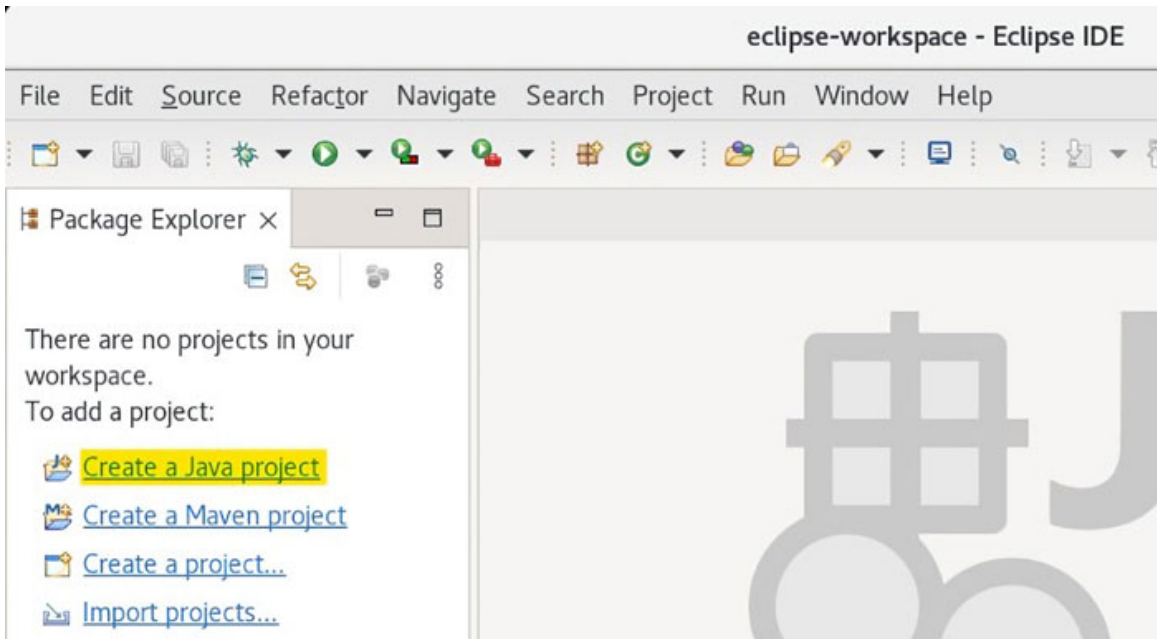 eclipse-workspace - Eclipse IDE
File Edit Source Refactor Navigate Search Project Run Window Help
Package Explorer
There are no projects in your
workspace.
To add a project:
Create a Java project
Create a Maven project
Create a project...
Import projects...
J